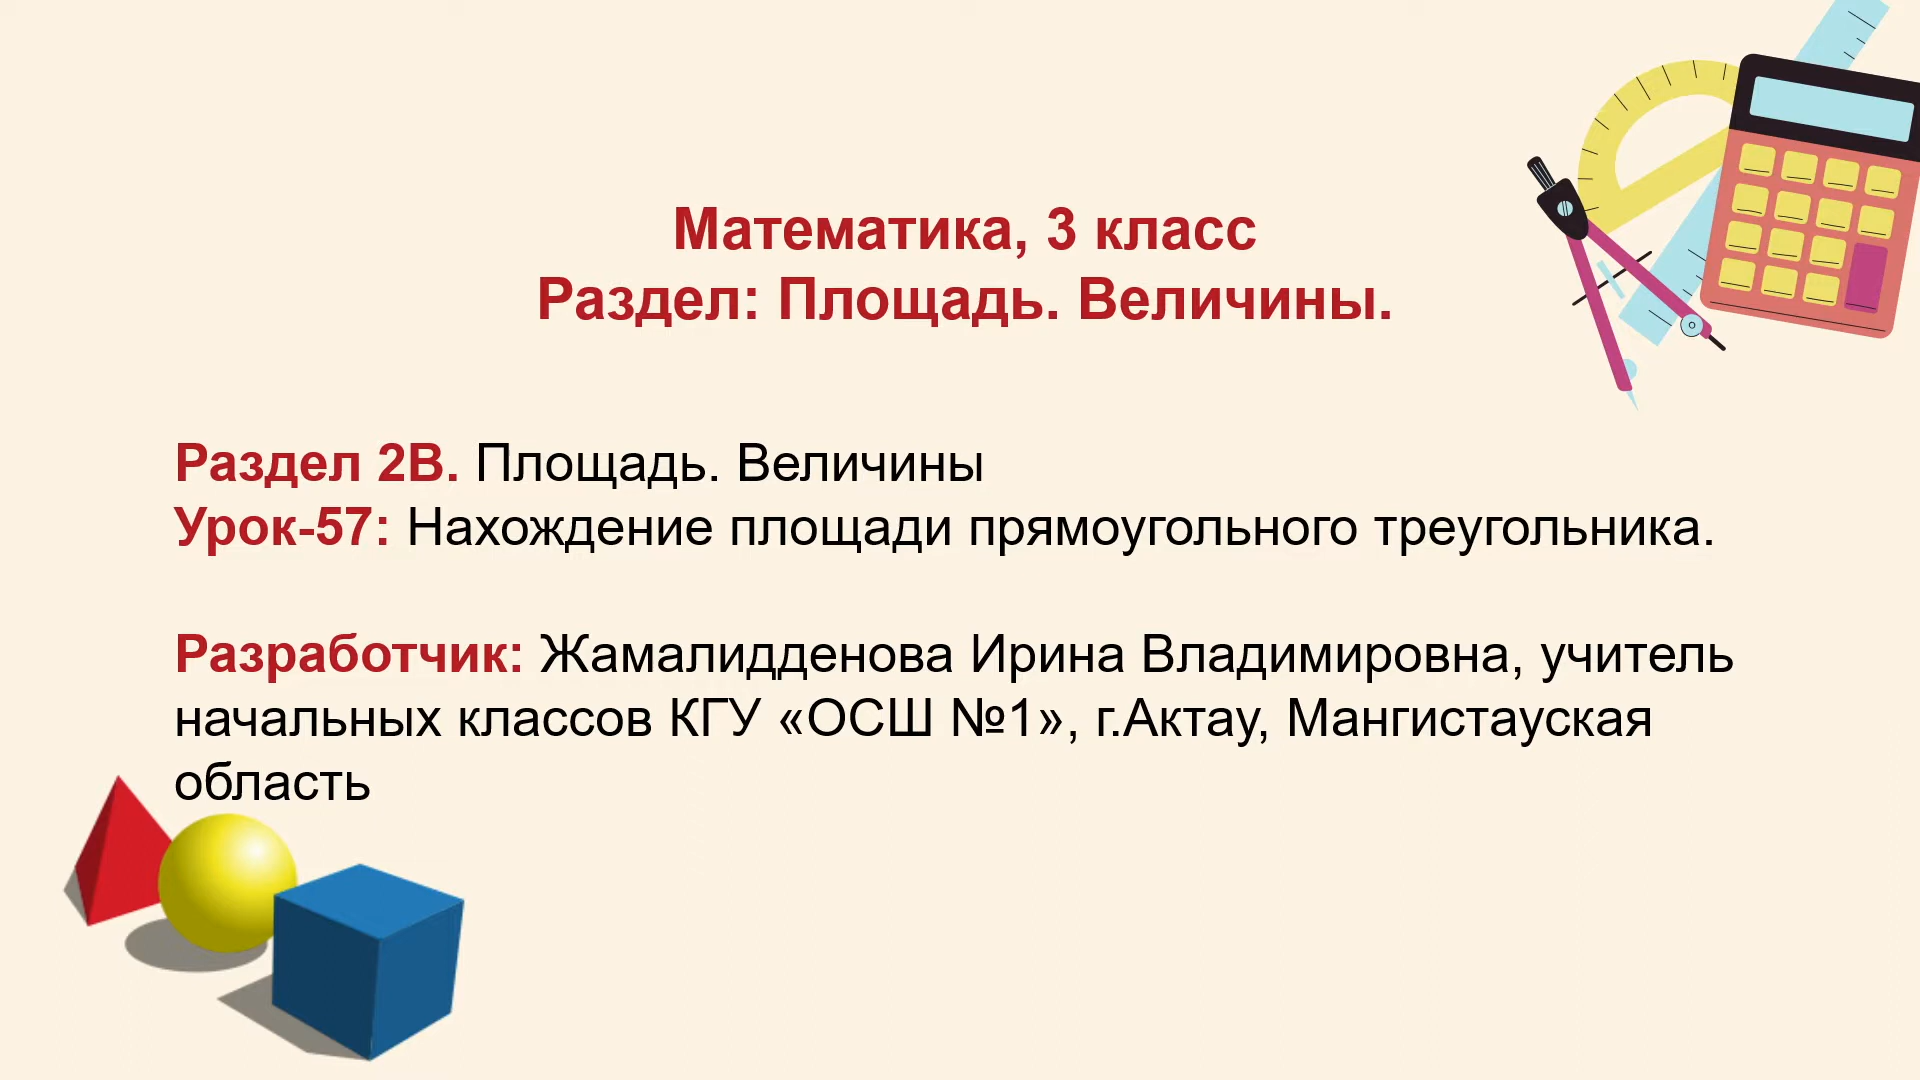 Математика, 3 класс
Раздел: Площадь. Величины.
Раздел 2В. Площадь. Величины
Урок-57: Нахождение площади прямоугольного треугольника.
Разработчик: Жамалидденова Ирина Владимировна, учитель
начальных классов КГУ «ОСШ №1», г.Актау, Мангистауская
область